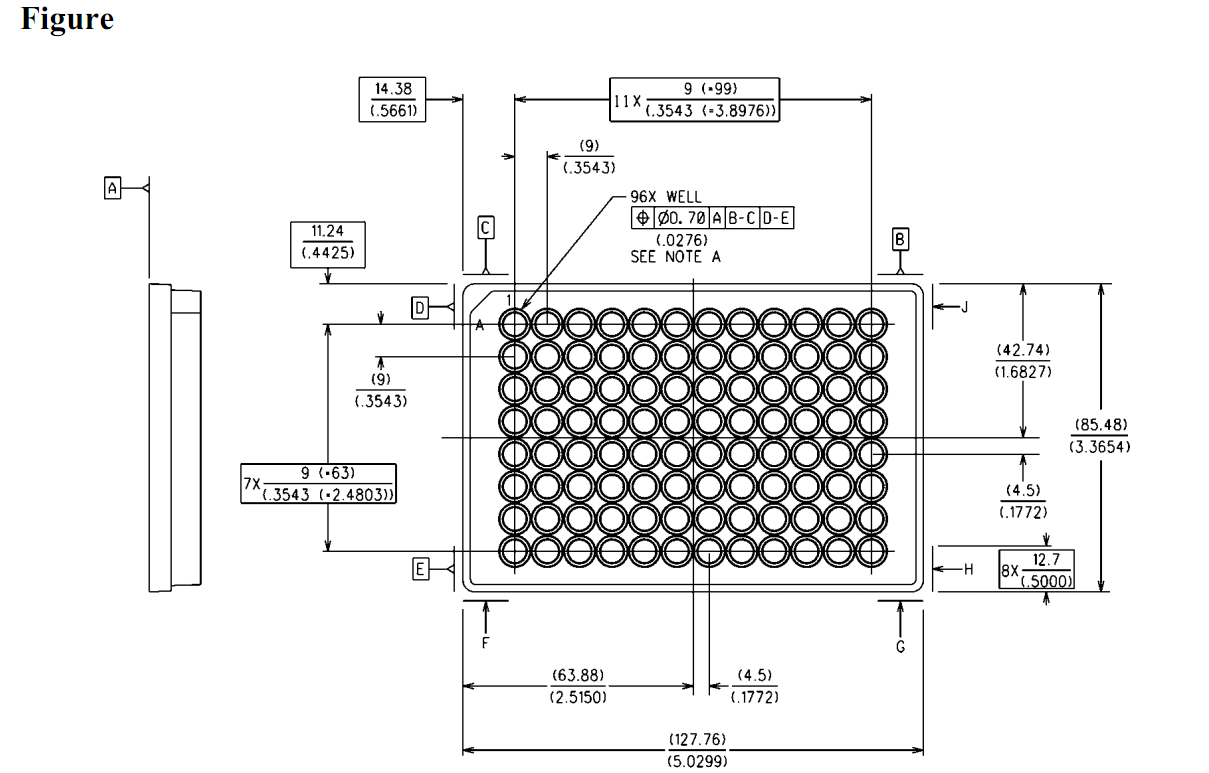 Figure
14.38
(.5661)
11X
9 (=99)
(.3543 (=3.8976))
(9)
(.3543)
A
96X WELL
⌖ Ø0.70 A B-C D-E
(.0276)
SEE NOTE A
11.24
(.4425)
C
B
D
1
J
A
(42.74)
(1.6827)
(9)
(.3543)
(85.48)
(3.3654)
7X
9 (=63)
(.3543 (=2.4803))
(4.5)
(.1772)
E
H
8X
12.7
(.5000)
F
G
(63.88)
(2.5150)
(4.5)
(.1772)
(127.76)
(5.0299)